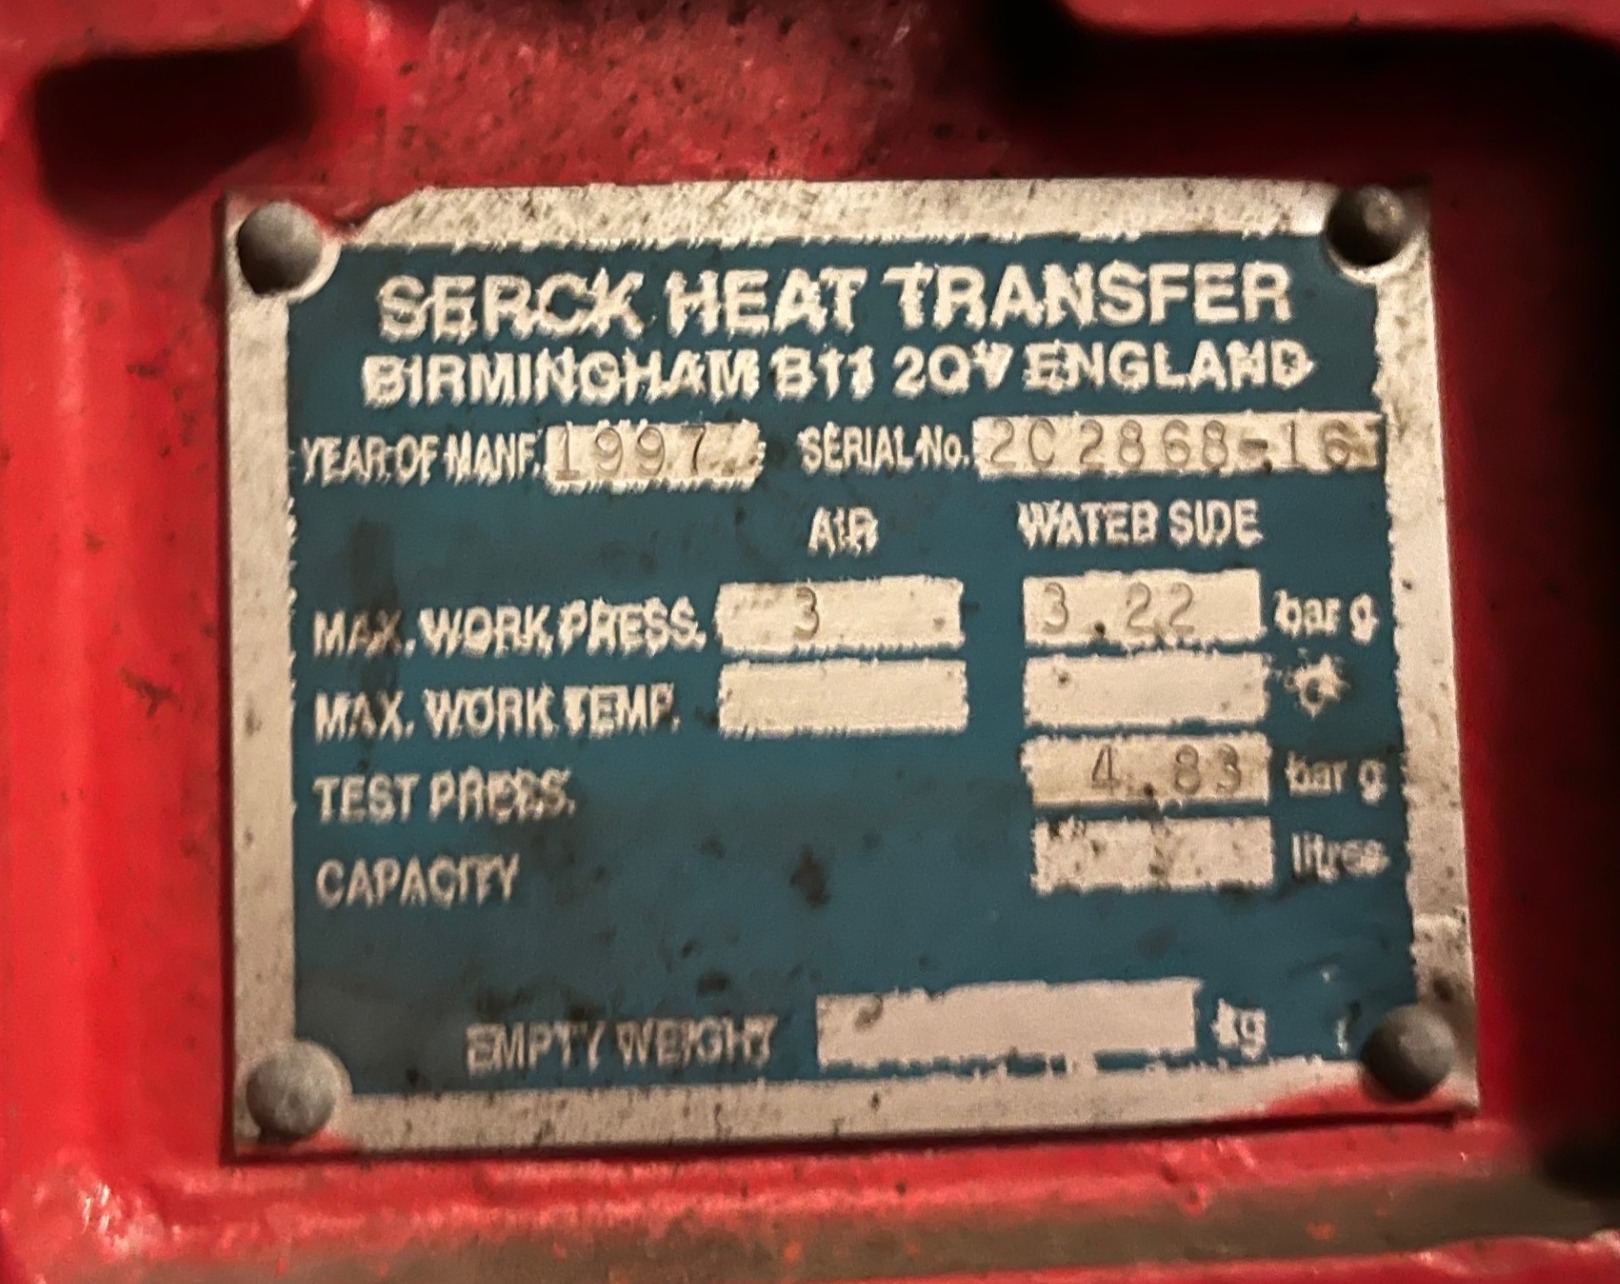 SERCK HEAT TRANSFER
BIRMINGHAM B11 2QY ENGLAND
YEAR OF MANF. 1997 SERIAL No. 2C2868-16
AIR WATER SIDE
MAX. WORK PRESS. 3 3.22 bar g
MAX. WORK TEMP. °C
TEST PRESS. 4.83 bar g
CAPACITY litres
EMPTY WEIGHT kg